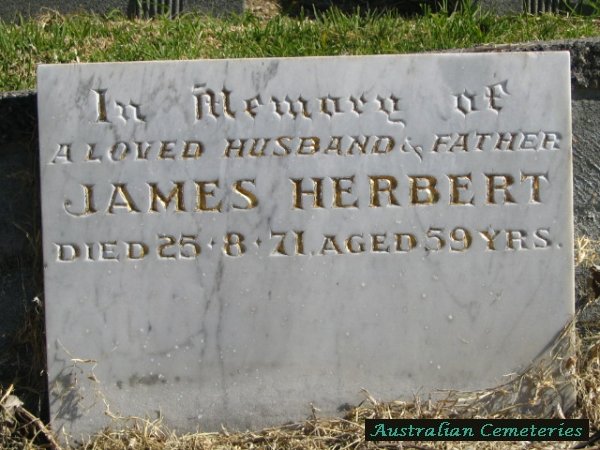 In Memory of
A LOVED HUSBAND & FATHER
JAMES HERBERT
DIED 25·8·71. AGED 59 YRS.
Australian Cemeteries